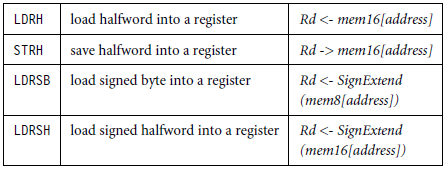 LDRH load halfword into a register Rd <- mem16[address]
STRH save halfword into a register Rd -> mem16[address]
LDRSB load signed byte into a register Rd <- SignExtend
(mem8[address])
LDRSH load signed halfword into a register Rd <- SignExtend
(mem16[address])